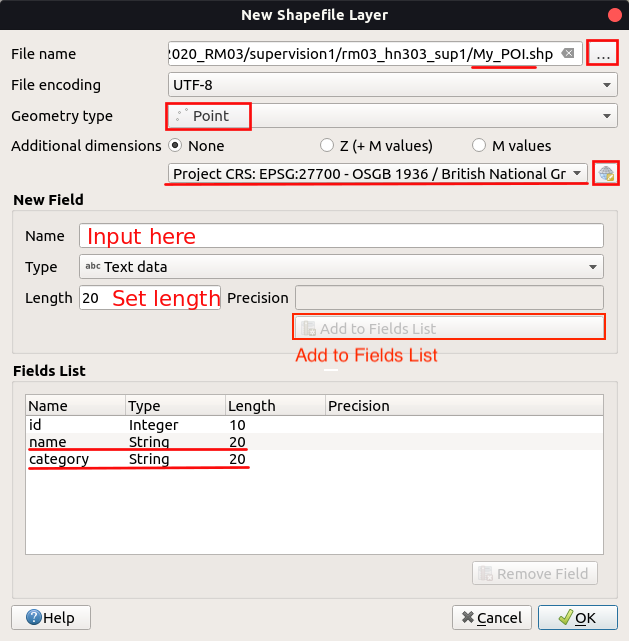 New Shapefile Layer
File name 2020_RM03/supervision1/rm03_hn303_sup1/My_POI.shp ...
File encoding UTF-8
Geometry type Point
Additional dimensions None Z (+ M values) M values
Project CRS: EPSG:27700 - OSGB 1936 / British National Gr
New Field
Name Input here
Type abc Text data
Length 20 Set length Precision
Add to Fields List
Add to Fields List
Fields List
Name Type Length Precision
id Integer 10
name String 20
category String 20
Remove Field
Help Cancel OK